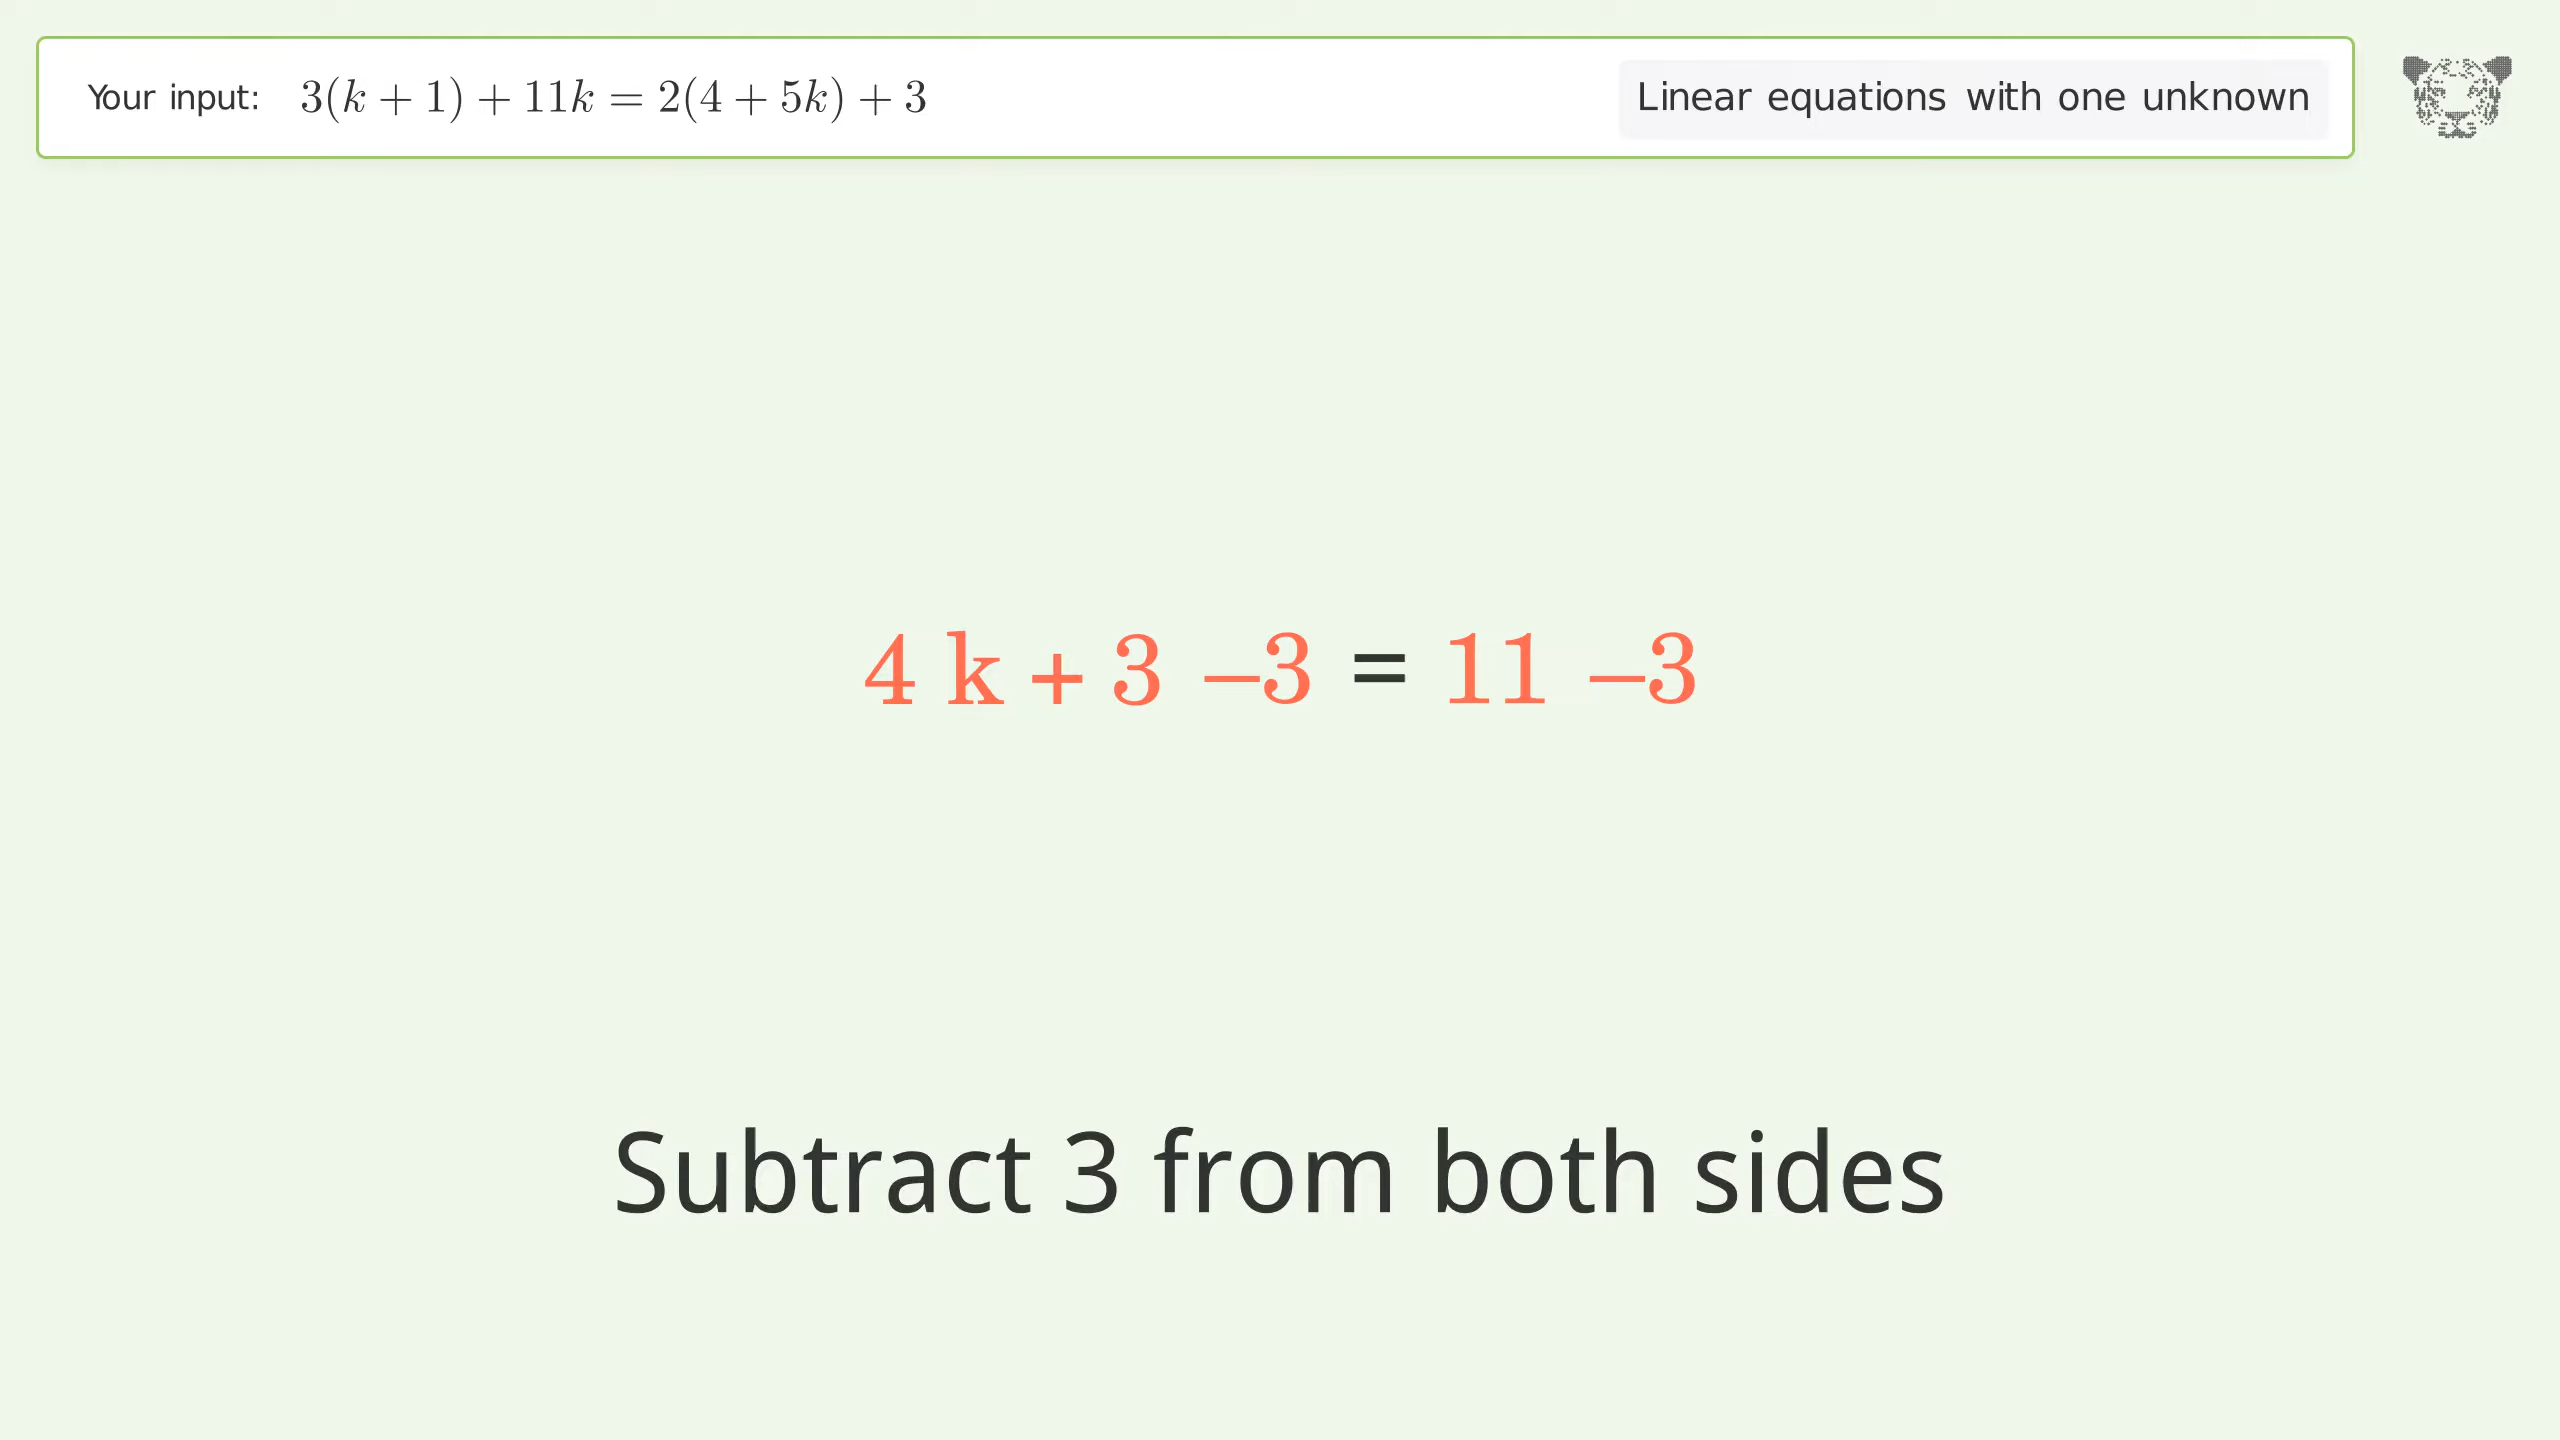 Your input: 3(k + 1) + 11k = 2(4 + 5k) + 3
Linear equations with one unknown
4 k + 3 –3 = 11 –3
Subtract 3 from both sides